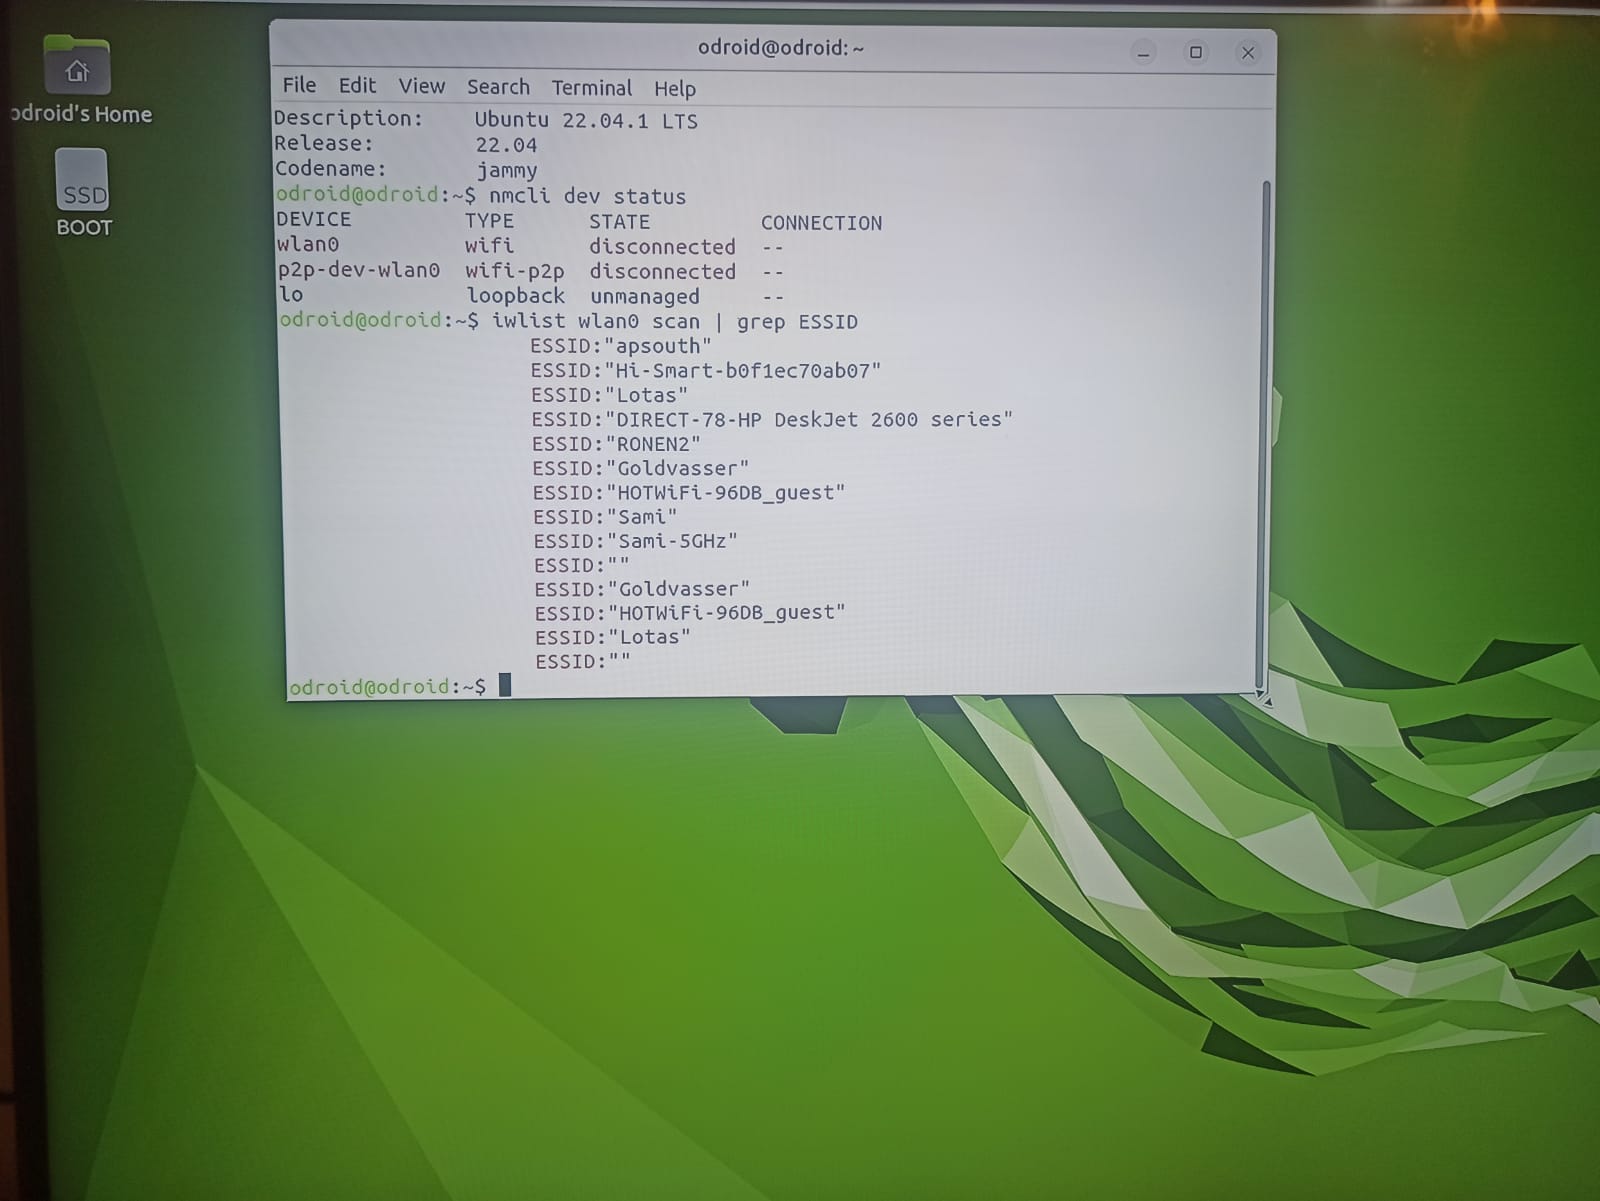 odroid@odroid: ~
File Edit View Search Terminal Help
odroid's Home
SSD
BOOT
Description: Ubuntu 22.04.1 LTS
Release: 22.04
Codename: jammy
odroid@odroid:~$ nmcli dev status
DEVICE TYPE STATE CONNECTION
wlan0 wifi disconnected --
p2p-dev-wlan0 wifi-p2p disconnected --
lo loopback unmanaged --
odroid@odroid:~$ iwlist wlan0 scan | grep ESSID
ESSID:"apsouth"
ESSID:"Hi-Smart-b0f1ec70ab07"
ESSID:"Lotas"
ESSID:"DIRECT-78-HP DeskJet 2600 series"
ESSID:"RONEN2"
ESSID:"Goldvasser"
ESSID:"HOTWiFi-96DB_guest"
ESSID:"Sami"
ESSID:"Sami-5GHz"
ESSID:""
ESSID:"Goldvasser"
ESSID:"HOTWiFi-96DB_guest"
ESSID:"Lotas"
ESSID:""
odroid@odroid:~$